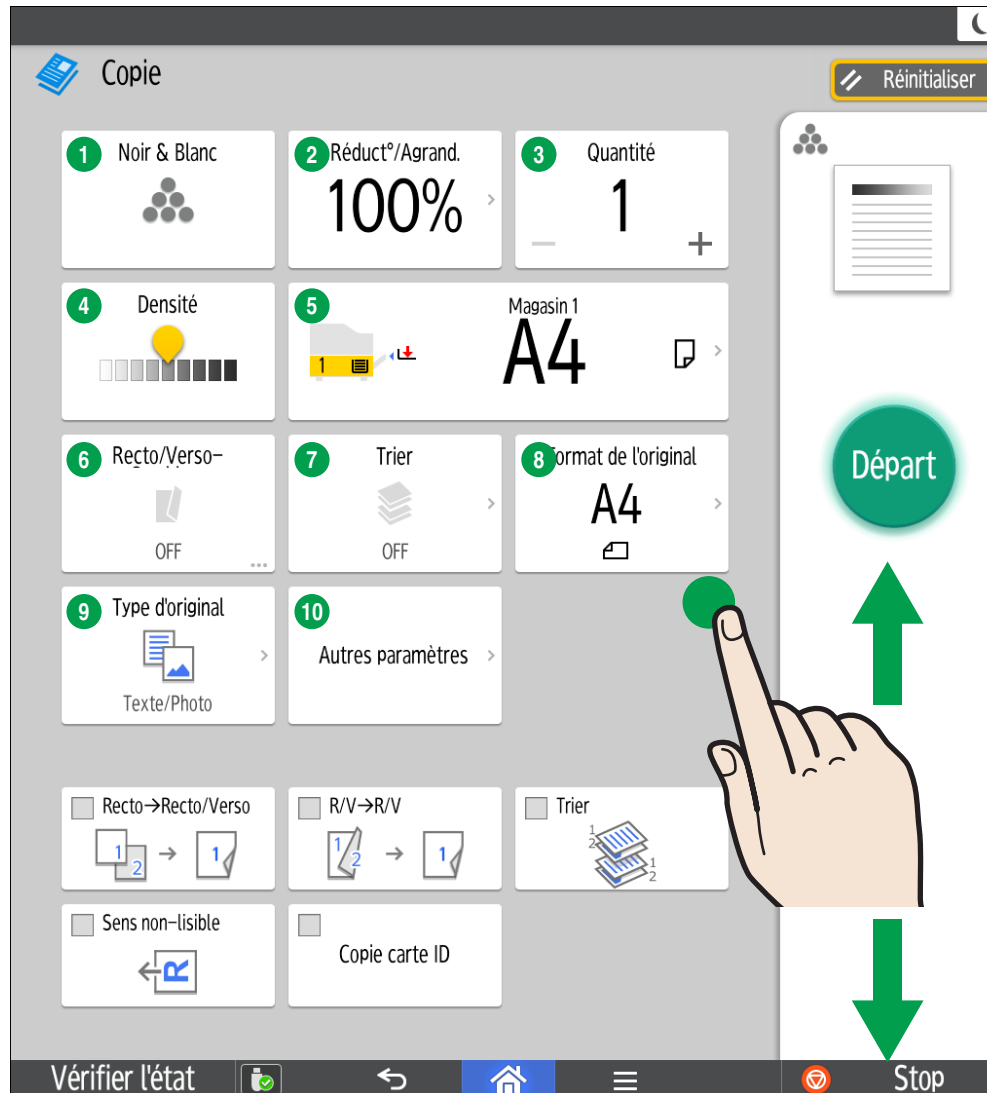 Copie
Réinitialiser
1 Noir & Blanc
2 Réduct°/Agrand.
100%
3 Quantité
1
− +
4 Densité
5 Magasin 1
1
A4
6 Recto/Verso-
OFF
...
7 Trier
OFF
8 Format de l'original
A4
Départ
9 Type d'original
Texte/Photo
10
Autres paramètres
Recto→Recto/Verso
1 2 → 1
R/V→R/V
1 2 → 1
Trier
1
2
1
2
Sens non-lisible
R
Copie carte ID
Vérifier l'état
Stop